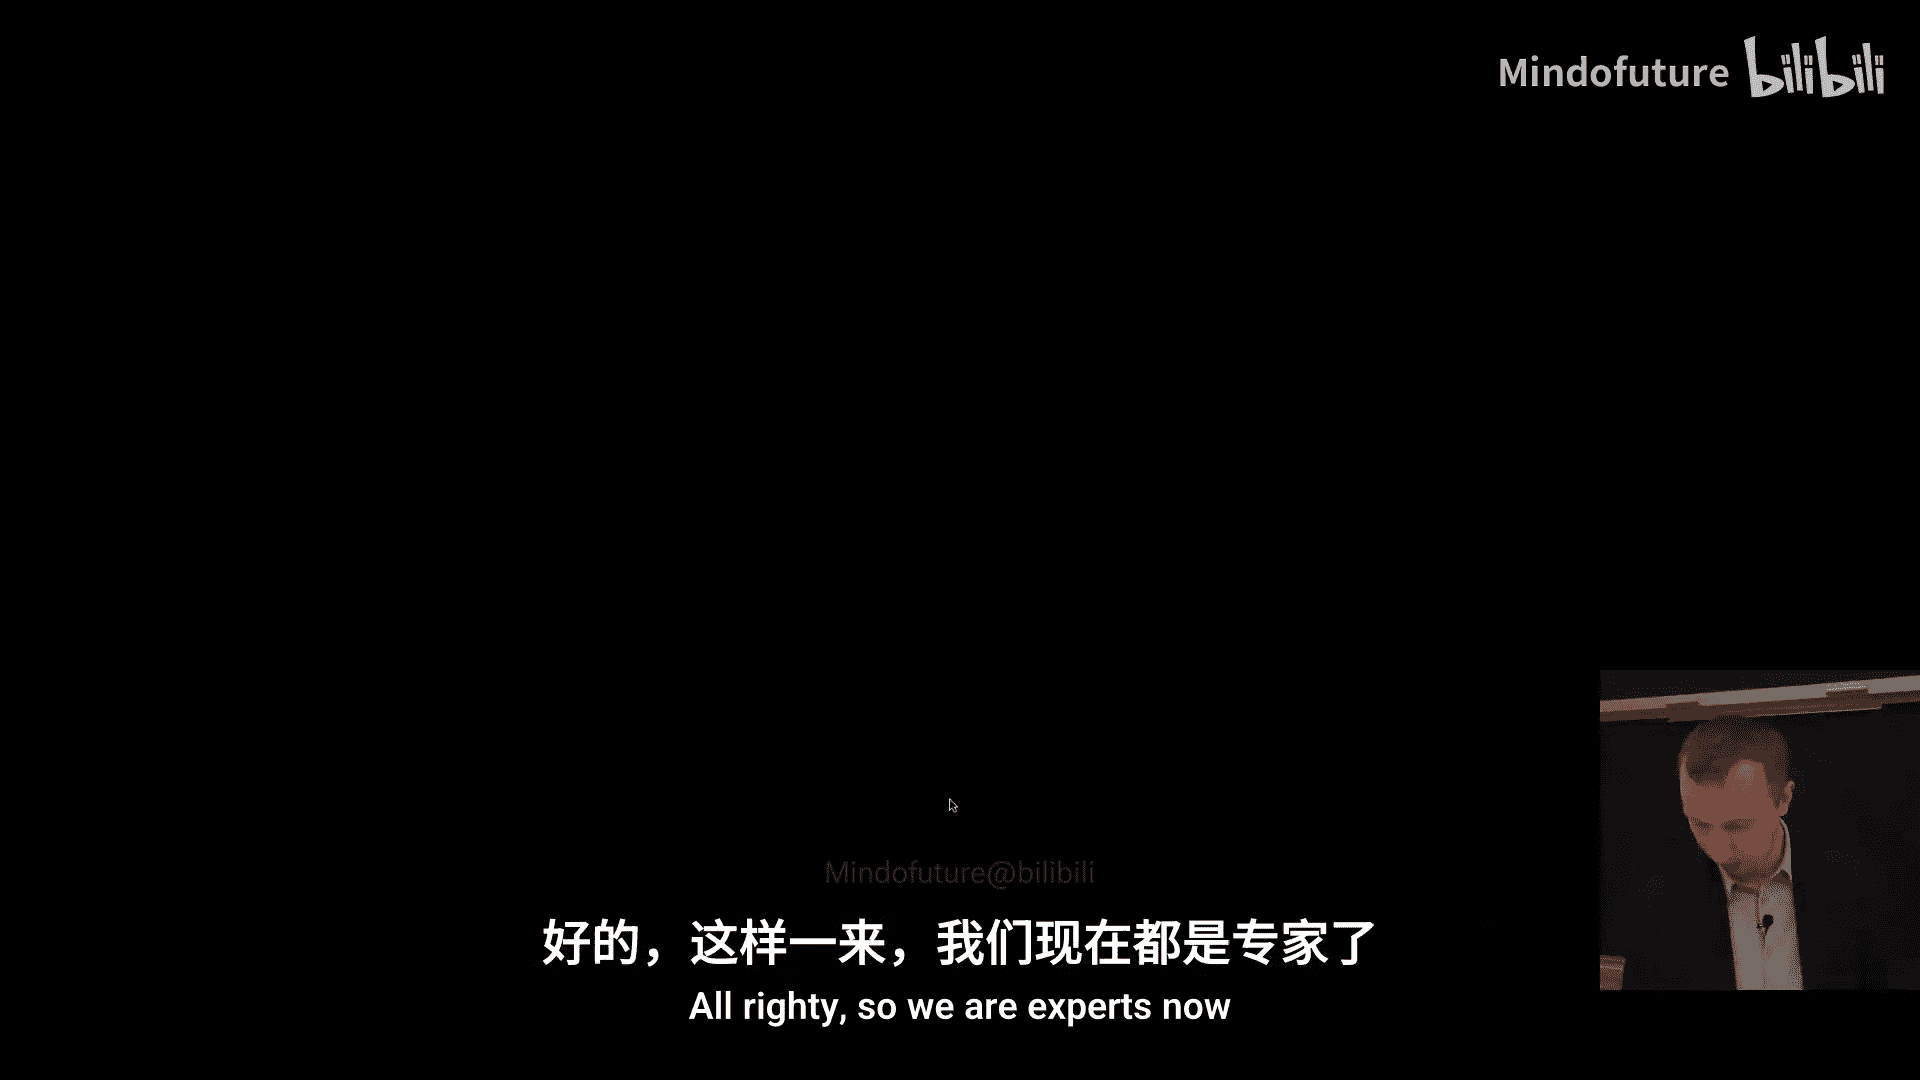 Mindofuture bilibili
Mindofuture@bilibili
好的，这样一来，我们现在都是专家了
All righty, so we are experts now